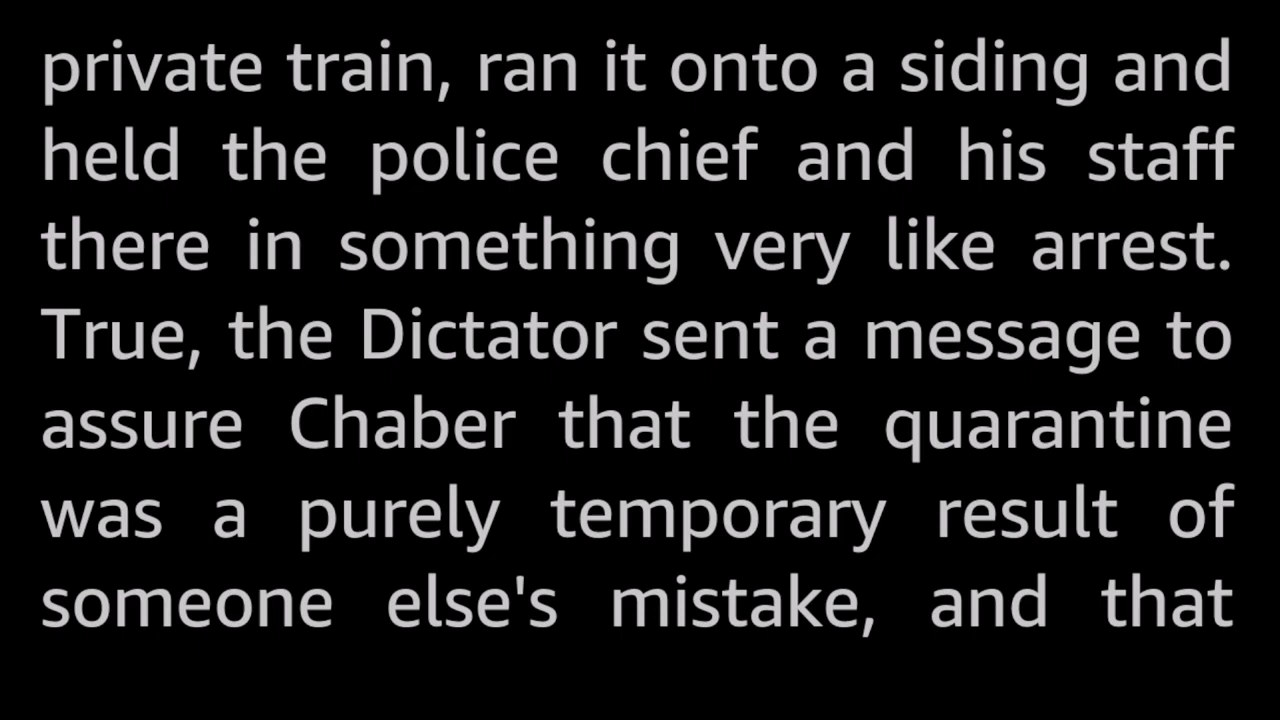 private train, ran it onto a siding and
held the police chief and his staff
there in something very like arrest.
True, the Dictator sent a message to
assure Chaber that the quarantine
was a purely temporary result of
someone else's mistake, and that